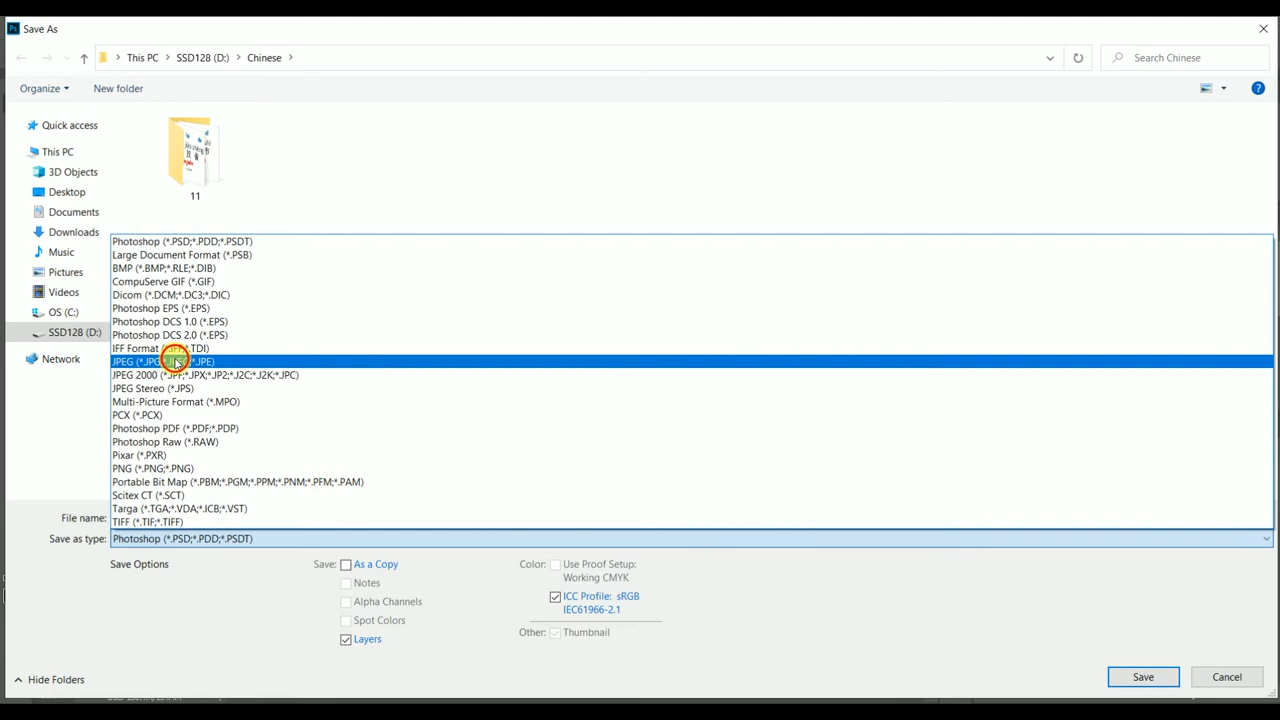 Ps Save As
This PC > SSD128 (D:) > Chinese >
Search Chinese
Organize
New folder
?
Quick access
This PC
3D Objects
Desktop
Documents
Downloads
Music
Pictures
Videos
OS (C:)
SSD128 (D:)
Network
11
Photoshop (*.PSD;*.PDD;*.PSDT)
Large Document Format (*.PSB)
BMP (*.BMP;*.RLE;*.DIB)
CompuServe GIF (*.GIF)
Dicom (*.DCM;*.DC3;*.DIC)
Photoshop EPS (*.EPS)
Photoshop DCS 1.0 (*.EPS)
Photoshop DCS 2.0 (*.EPS)
IFF Format (*.IFF;*.TDI)
JPEG (*.JPG;*.JPEG;*.JPE)
JPEG 2000 (*.JPF;*.JPX;*.JP2;*.J2C;*.J2K;*.JPC)
JPEG Stereo (*.JPS)
Multi-Picture Format (*.MPO)
PCX (*.PCX)
Photoshop PDF (*.PDF;*.PDP)
Photoshop Raw (*.RAW)
Pixar (*.PXR)
PNG (*.PNG;*.PNG)
Portable Bit Map (*.PBM;*.PGM;*.PPM;*.PNM;*.PFM;*.PAM)
Scitex CT (*.SCT)
Targa (*.TGA;*.VDA;*.ICB;*.VST)
TIFF (*.TIF;*.TIFF)
File name:
Save as type: Photoshop (*.PSD;*.PDD;*.PSDT)
Save Options
Save: As a Copy
Notes
Alpha Channels
Spot Colors
Layers
Color: Use Proof Setup:
Working CMYK
ICC Profile: sRGB
IEC61966-2.1
Other: Thumbnail
Hide Folders
Save
Cancel